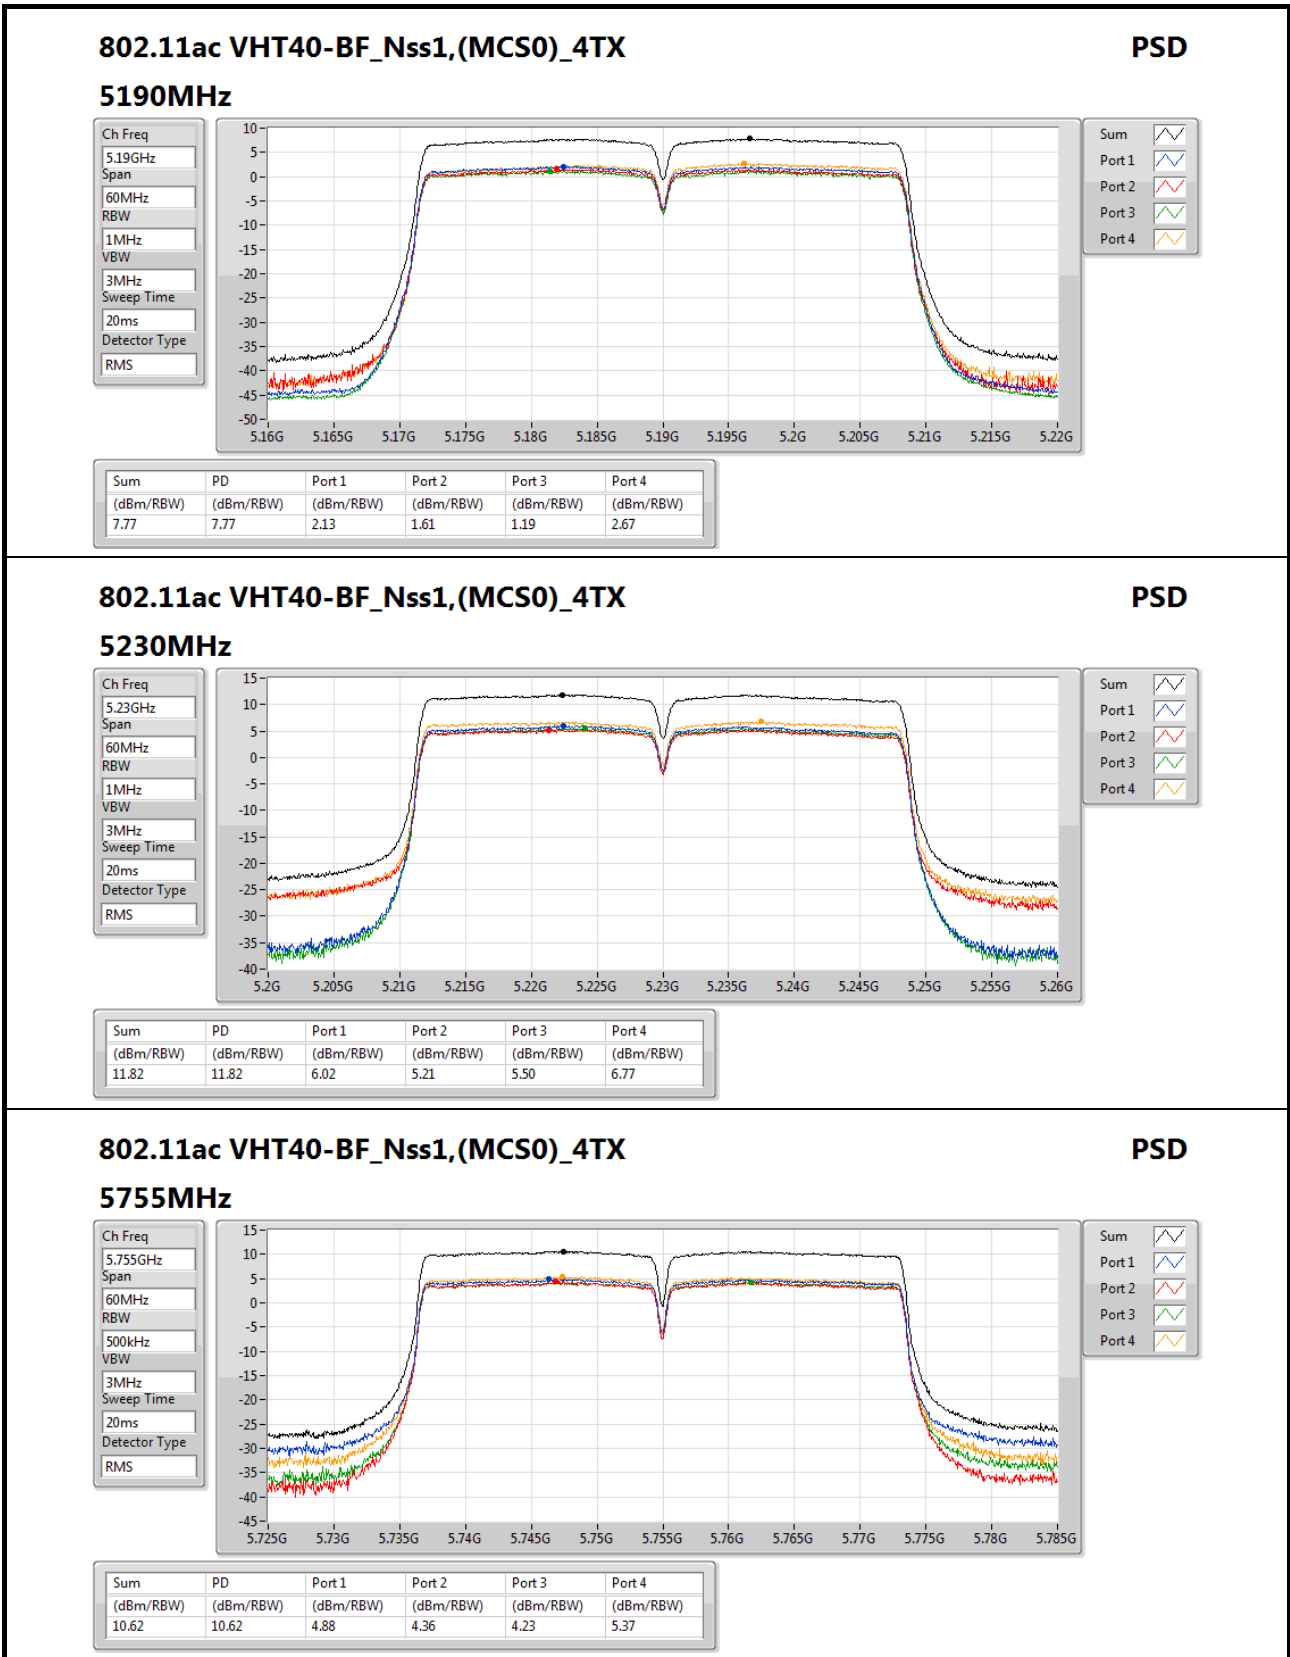 802.11ac VHT40-BF_Nss1,(MCS0)_4TX PSD
5190MHz
Ch Freq
5.19GHz
Span
60MHz
RBW
1MHz
VBW
3MHz
Sweep Time
20ms
Detector Type
RMS
10
5
0
-5
-10
-15
-20
-25
-30
-35
-40
-45
-50
5.16G 5.165G 5.17G 5.175G 5.18G 5.185G 5.19G 5.195G 5.2G 5.205G 5.21G 5.215G 5.22G
Sum
Port 1
Port 2
Port 3
Port 4
Sum PD Port 1 Port 2 Port 3 Port 4
(dBm/RBW) (dBm/RBW) (dBm/RBW) (dBm/RBW) (dBm/RBW) (dBm/RBW)
7.77 7.77 2.13 1.61 1.19 2.67
802.11ac VHT40-BF_Nss1,(MCS0)_4TX PSD
5230MHz
Ch Freq
5.23GHz
Span
60MHz
RBW
1MHz
VBW
3MHz
Sweep Time
20ms
Detector Type
RMS
15
10
5
0
-5
-10
-15
-20
-25
-30
-35
-40
5.2G 5.205G 5.21G 5.215G 5.22G 5.225G 5.23G 5.235G 5.24G 5.245G 5.25G 5.255G 5.26G
Sum
Port 1
Port 2
Port 3
Port 4
Sum PD Port 1 Port 2 Port 3 Port 4
(dBm/RBW) (dBm/RBW) (dBm/RBW) (dBm/RBW) (dBm/RBW) (dBm/RBW)
11.82 11.82 6.02 5.21 5.50 6.77
802.11ac VHT40-BF_Nss1,(MCS0)_4TX PSD
5755MHz
Ch Freq
5.755GHz
Span
60MHz
RBW
500kHz
VBW
3MHz
Sweep Time
20ms
Detector Type
RMS
15
10
5
0
-5
-10
-15
-20
-25
-30
-35
-40
-45
5.725G 5.73G 5.735G 5.74G 5.745G 5.75G 5.755G 5.76G 5.765G 5.77G 5.775G 5.78G 5.785G
Sum
Port 1
Port 2
Port 3
Port 4
Sum PD Port 1 Port 2 Port 3 Port 4
(dBm/RBW) (dBm/RBW) (dBm/RBW) (dBm/RBW) (dBm/RBW) (dBm/RBW)
10.62 10.62 4.88 4.36 4.23 5.37